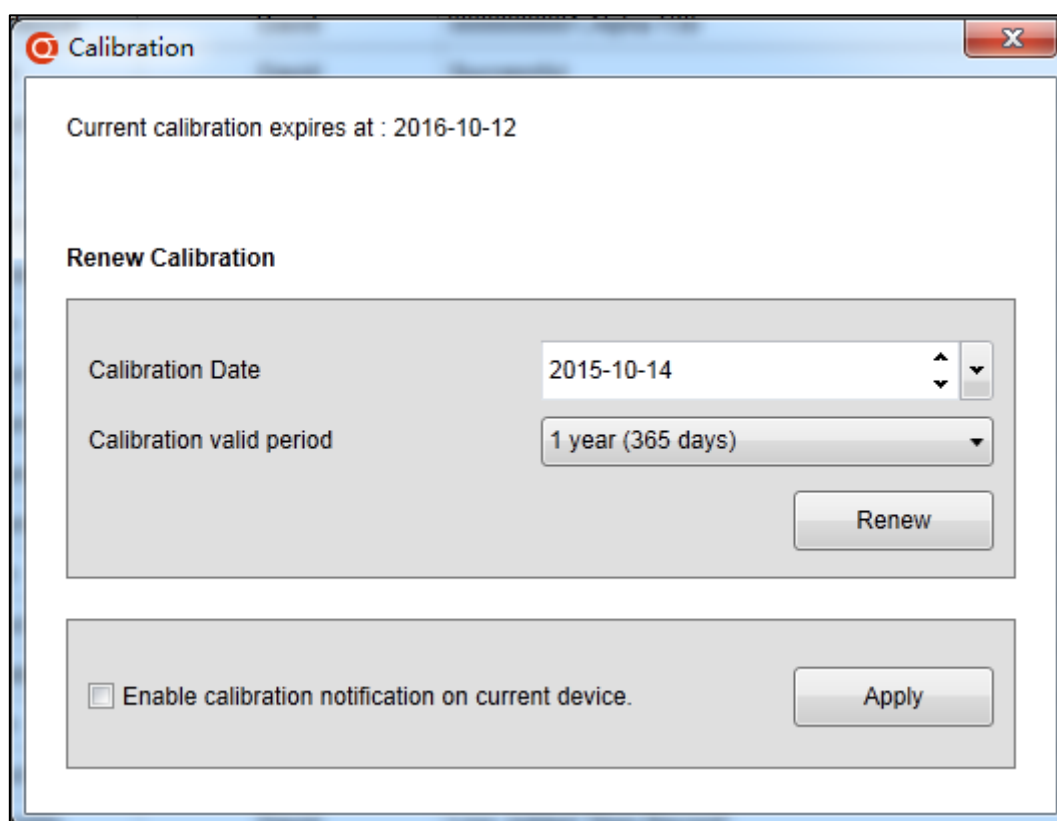 Calibration
Current calibration expires at : 2016-10-12
Renew Calibration
Calibration Date 2015-10-14
Calibration valid period 1 year (365 days)
Renew
Enable calibration notification on current device. Apply